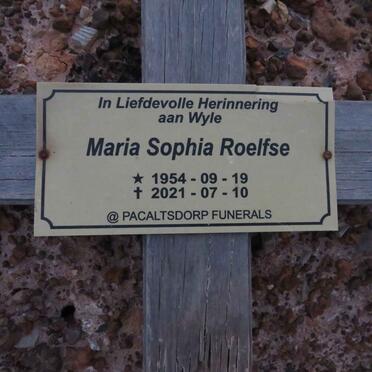 In Liefdevolle Herinnering
aan Wyle
Maria Sophia Roelfse
★ 1954 - 09 - 19
✝ 2021 - 07 - 10
@ PACALTSDORP FUNERALS